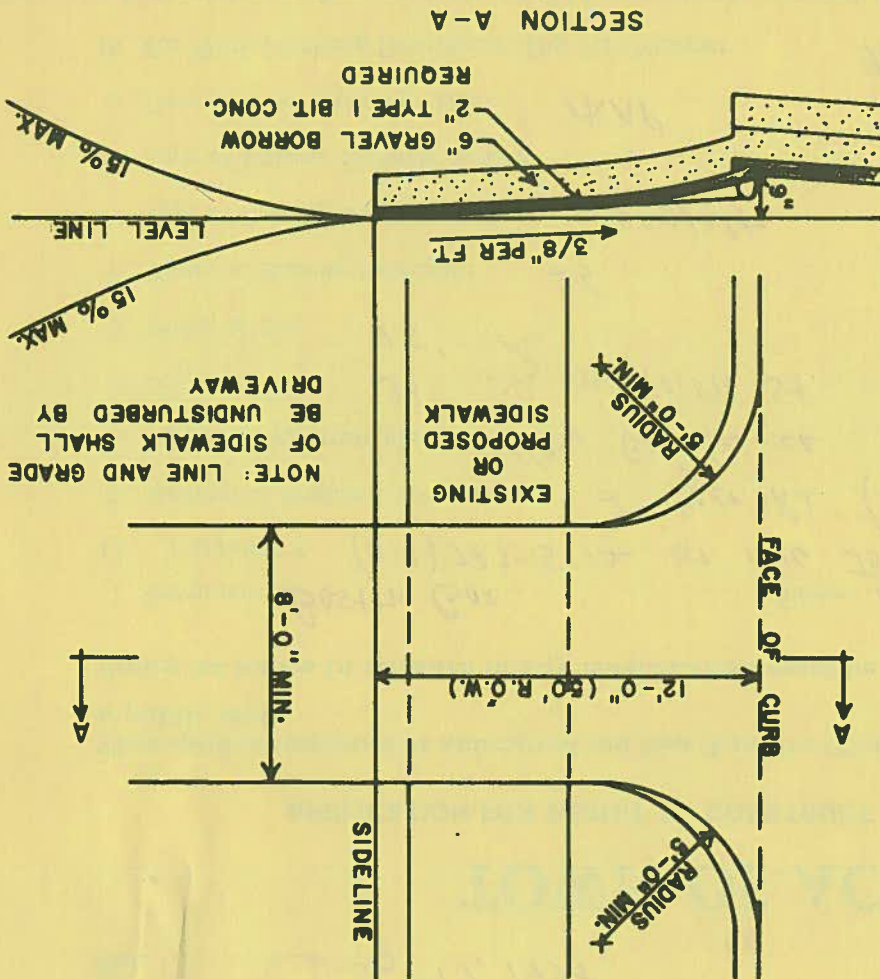 RADIUS
5'-0" MIN.
SIDELINE
A
A
12'-0" (50' R.O.W.)
8'-0" MIN.
FACE OF CURB
RADIUS
5'-0" MIN.
EXISTING
OR
PROPOSED
SIDEWALK
NOTE: LINE AND GRADE
OF SIDEWALK SHALL
BE UNDISTURBED BY
DRIVEWAY
15% MAX.
3/8" PER FT.
LEVEL LINE
6"
15% MAX.
6" GRAVEL BORROW
2" TYPE I BIT. CONC.
REQUIRED
SECTION A-A